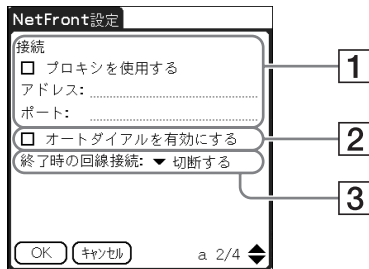 NetFront設定
接続
プロキシを使用する
アドレス:
ポート:
オートダイアルを有効にする
終了時の回線接続: 切断する
OK キャンセル a 2/4
1
2
3